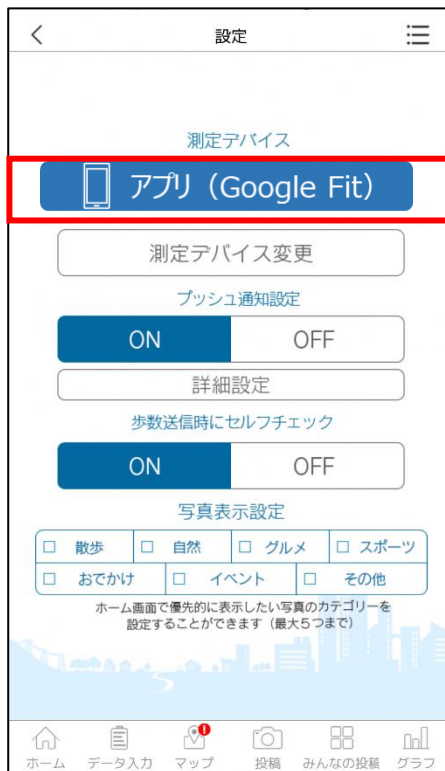 設定
測定デバイス
アプリ（Google Fit）
測定デバイス変更
プッシュ通知設定
ON OFF
詳細設定
歩数送信時にセルフチェック
ON OFF
写真表示設定
散歩 自然 グルメ スポーツ
おでかけ イベント その他
ホーム画面で優先的に表示したい写真のカテゴリーを
設定することができます（最大5つまで）
ホーム データ入力 マップ 投稿 みんなの投稿 グラフ